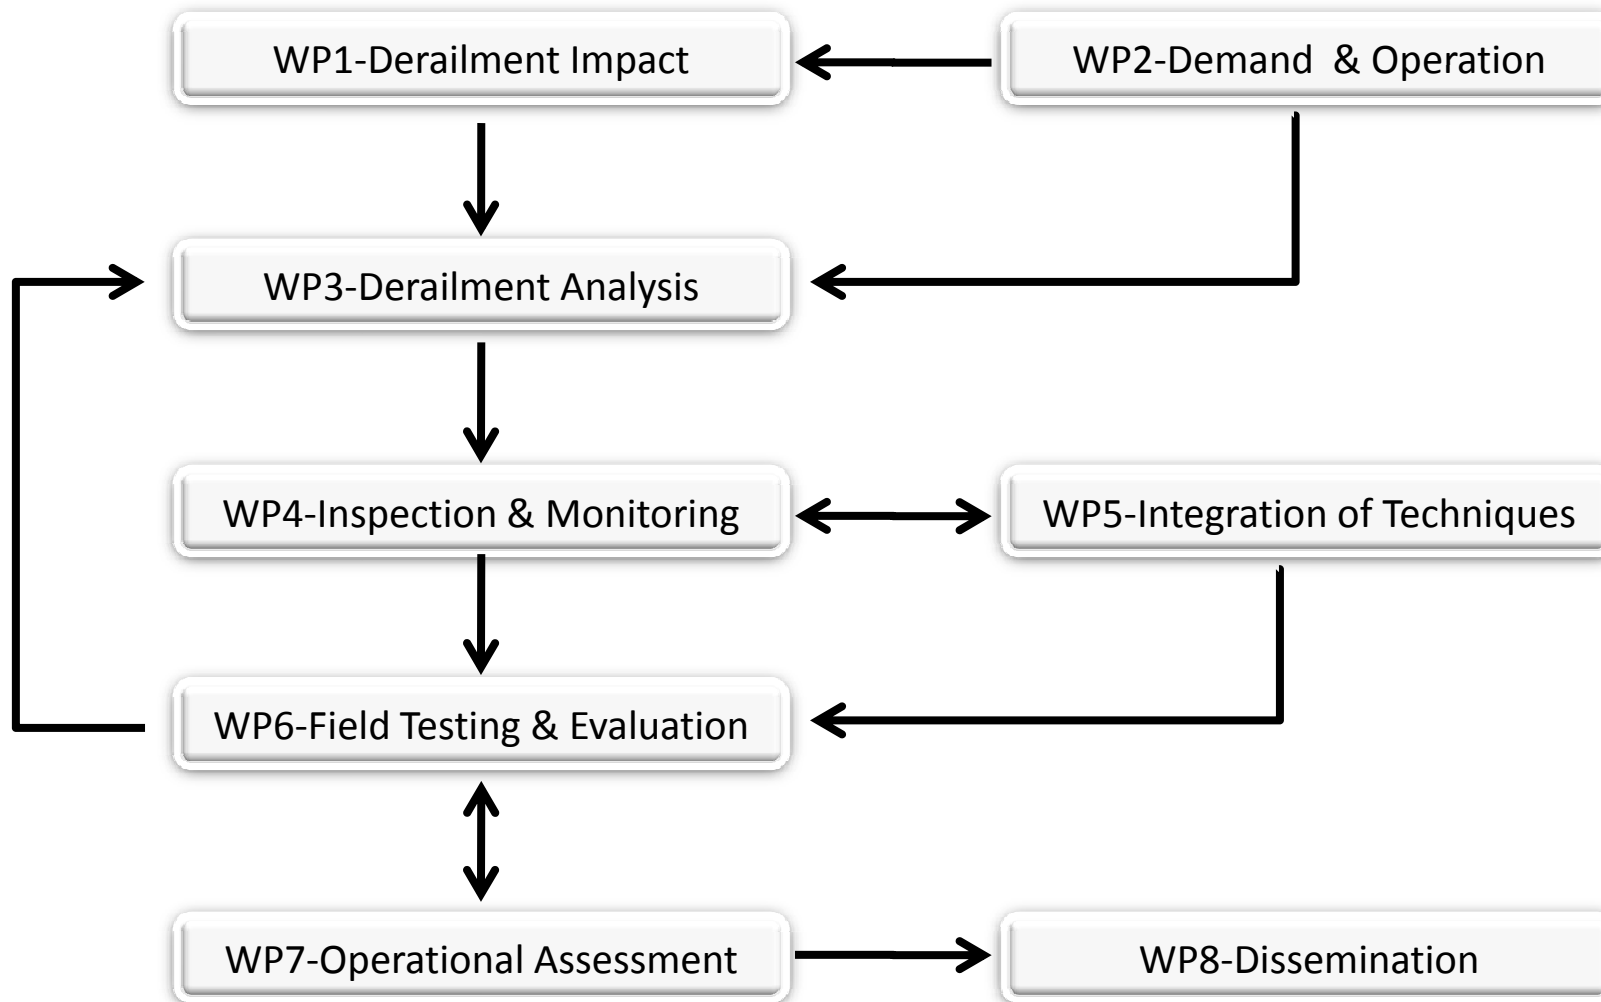 WP1-Derailment Impact
WP2-Demand & Operation
WP3-Derailment Analysis
WP4-Inspection & Monitoring
WP5-Integration of Techniques
WP6-Field Testing & Evaluation
WP7-Operational Assessment
WP8-Dissemination